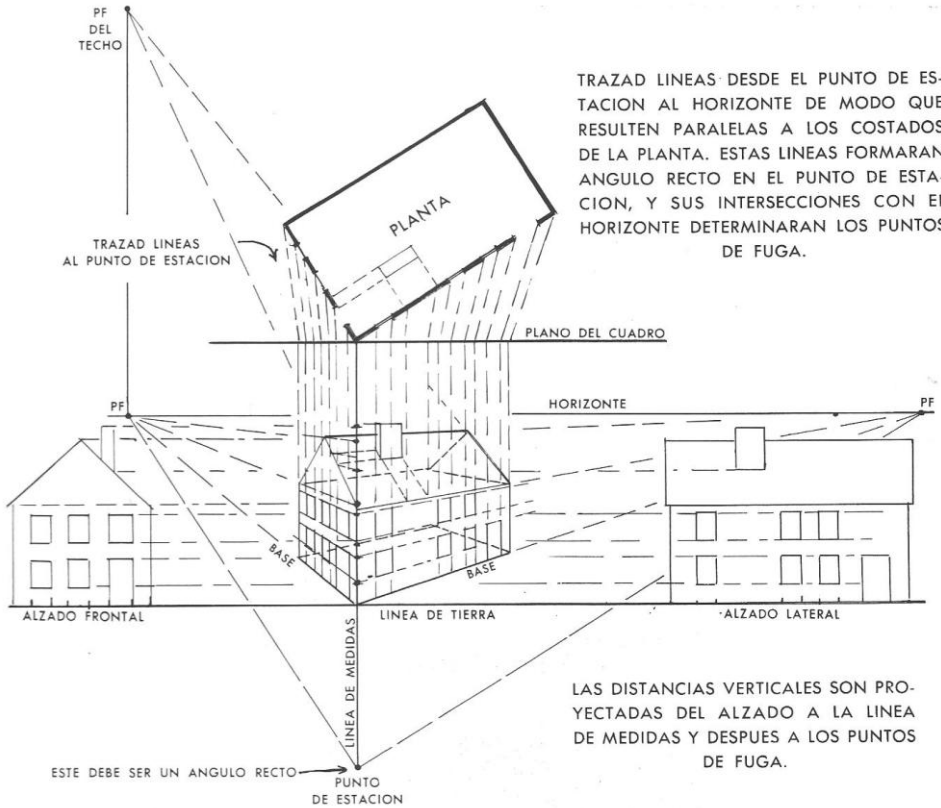 PF
DEL
TECHO
TRAZAD LINEAS DESDE EL PUNTO DE ES-
TACION AL HORIZONTE DE MODO QUE
RESULTEN PARALELAS A LOS COSTADOS
DE LA PLANTA. ESTAS LINEAS FORMARAN
ANGULO RECTO EN EL PUNTO DE ESTA-
CION, Y SUS INTERSECCIONES CON EL
HORIZONTE DETERMINARAN LOS PUNTOS
DE FUGA.
PLANTA
TRAZAD LINEAS
AL PUNTO DE ESTACION
PLANO DEL CUADRO
PF
HORIZONTE
PF
BASE
BASE
ALZADO FRONTAL
LINEA DE TIERRA
ALZADO LATERAL
LINEA DE MEDIDAS
LAS DISTANCIAS VERTICALES SON PRO-
YECTADAS DEL ALZADO A LA LINEA
DE MEDIDAS Y DESPUES A LOS PUNTOS
DE FUGA.
ESTE DEBE SER UN ANGULO RECTO
PUNTO
DE ESTACION